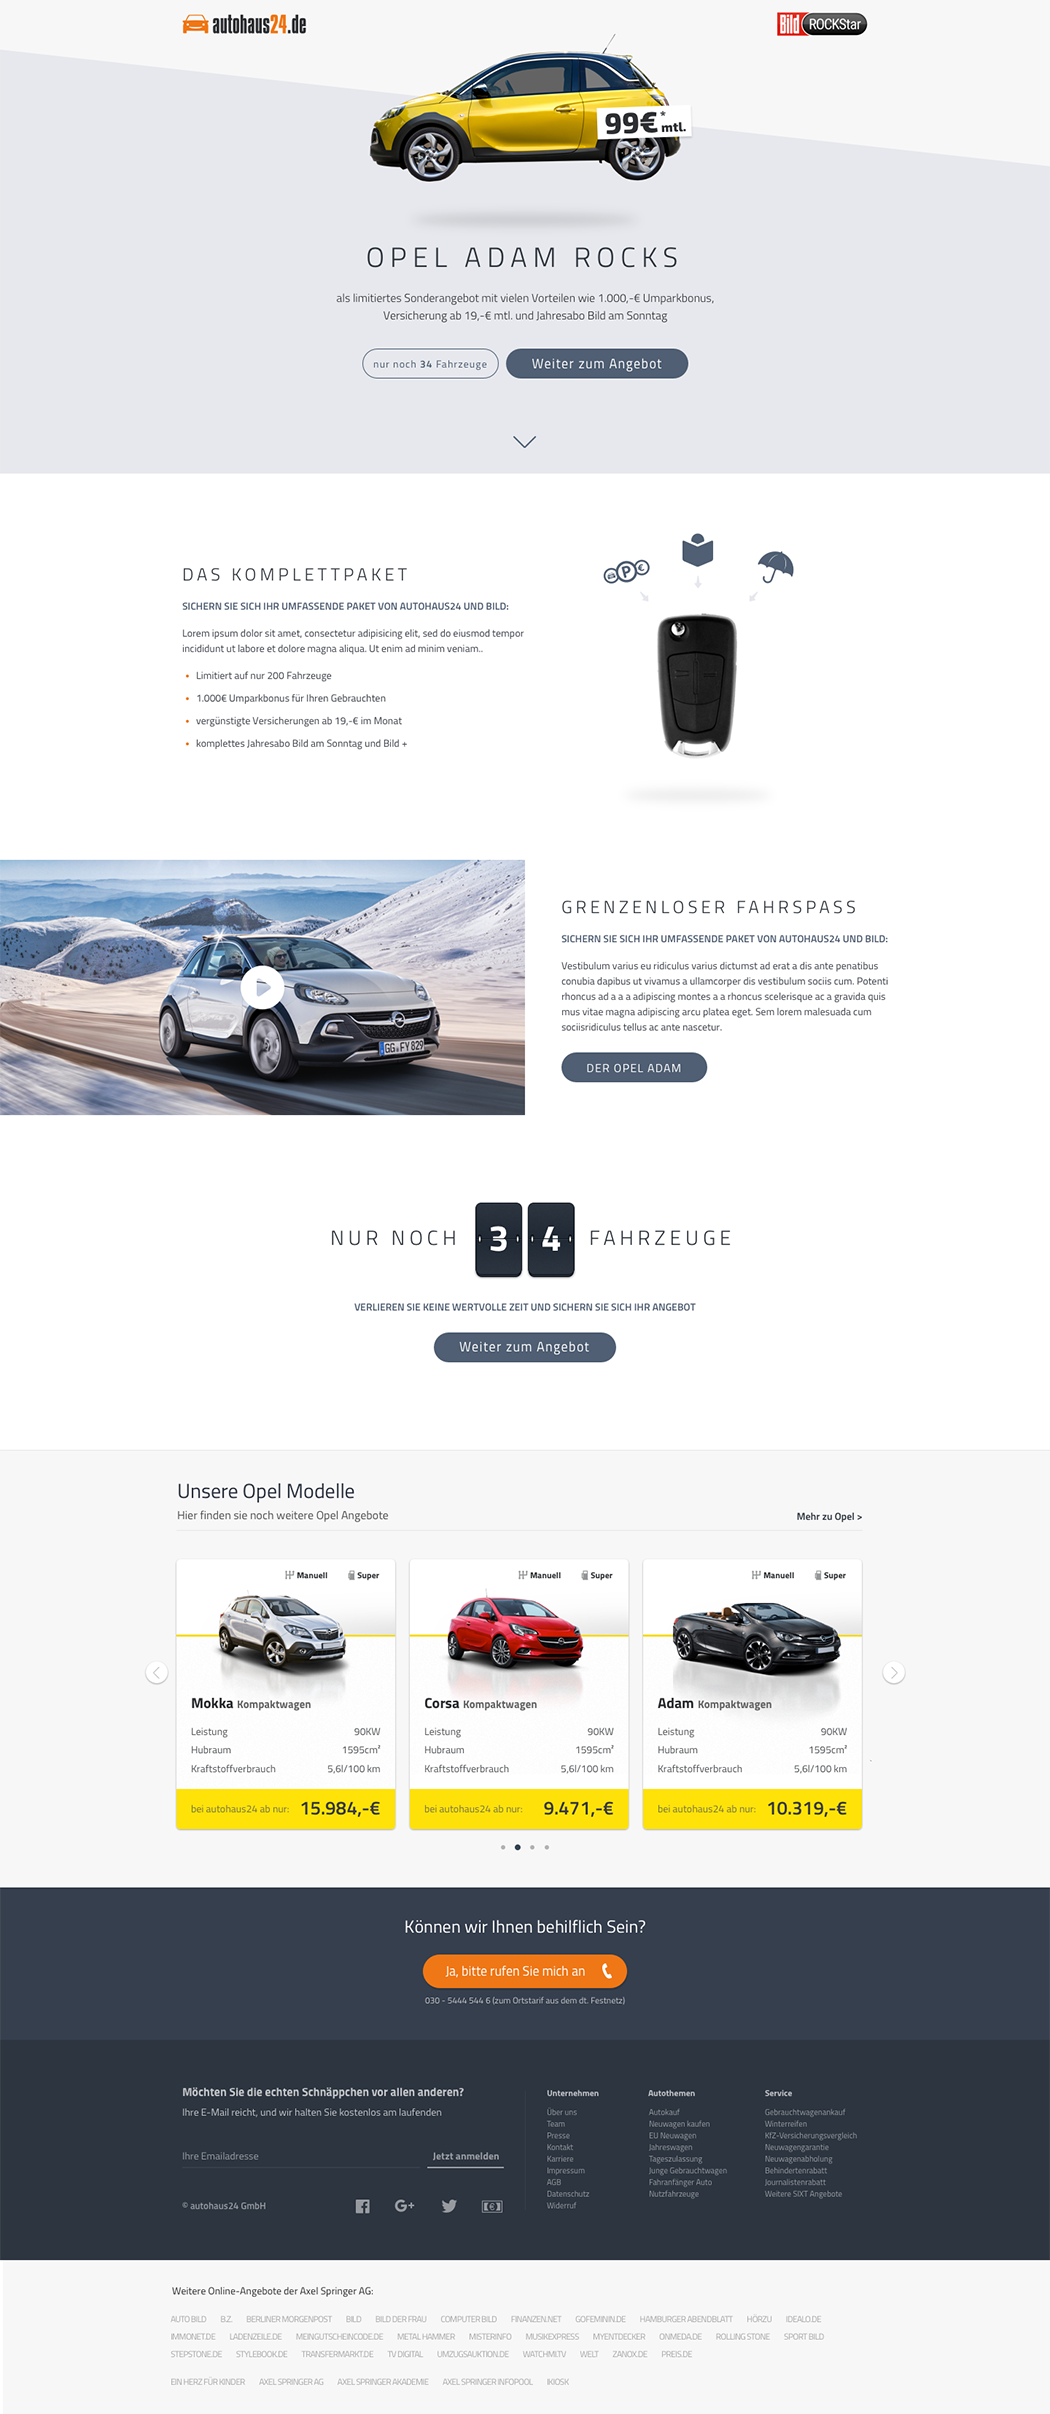 autohaus24.de
Bild ROCKStar
99€* mtl.
OPEL ADAM ROCKS
als limitiertes Sonderangebot mit vielen Vorteilen wie 1.000,-€ Umparkbonus,
Versicherung ab 19,-€ mtl. und Jahresabo Bild am Sonntag
nur noch 34 Fahrzeuge
Weiter zum Angebot
P €
DAS KOMPLETTPAKET
SICHERN SIE SICH IHR UMFASSENDE PAKET VON AUTOHAUS24 UND BILD:
Lorem ipsum dolor sit amet, consectetur adipisicing elit, sed do eiusmod tempor
incididunt ut labore et dolore magna aliqua. Ut enim ad minim veniam..
• Limitiert auf nur 200 Fahrzeuge
• 1.000€ Umparkbonus für Ihren Gebrauchten
• vergünstigte Versicherungen ab 19,-€ im Monat
• komplettes Jahresabo Bild am Sonntag und Bild +
GG FY 829
GRENZENLOSER FAHRSPASS
SICHERN SIE SICH IHR UMFASSENDE PAKET VON AUTOHAUS24 UND BILD:
Vestibulum varius eu ridiculus varius dictumst ad erat a dis ante penatibus
conubia dapibus ut vivamus a ullamcorper dis vestibulum sociis cum. Potenti
rhoncus ad a a a adipiscing montes a a rhoncus scelerisque ac a gravida quis
mus vitae magna adipiscing arcu platea eget. Sem lorem malesuada cum
sociisridiculus tellus ac ante nascetur.
DER OPEL ADAM
NUR NOCH 34 FAHRZEUGE
VERLIEREN SIE KEINE WERTVOLLE ZEIT UND SICHERN SIE SICH IHR ANGEBOT
Weiter zum Angebot
Unsere Opel Modelle
Hier finden sie noch weitere Opel Angebote
Mehr zu Opel >
Manuell Super
Mokka Kompaktwagen
Leistung 90KW
Hubraum 1595cm³
Kraftstoffverbrauch 5,6l/100 km
bei autohaus24 ab nur: 15.984,-€
Manuell Super
Corsa Kompaktwagen
Leistung 90KW
Hubraum 1595cm³
Kraftstoffverbrauch 5,6l/100 km
bei autohaus24 ab nur: 9.471,-€
Manuell Super
Adam Kompaktwagen
Leistung 90KW
Hubraum 1595cm³
Kraftstoffverbrauch 5,6l/100 km
bei autohaus24 ab nur: 10.319,-€
Können wir Ihnen behilflich Sein?
Ja, bitte rufen Sie mich an
030 - 5444 544 6 (zum Ortstarif aus dem dt. Festnetz)
Möchten Sie die echten Schnäppchen vor allen anderen?
Ihre E-Mail reicht, und wir halten Sie kostenlos am laufenden
Ihre Emailadresse
Jetzt anmelden
© autohaus24 GmbH
G+ €
Unternehmen
Über uns
Team
Presse
Kontakt
Karriere
Impressum
AGB
Datenschutz
Widerruf
Autothemen
Autokauf
Neuwagen kaufen
EU Neuwagen
Jahreswagen
Tageszulassung
Junge Gebrauchtwagen
Fahranfänger Auto
Nutzfahrzeuge
Service
Gebrauchtwagenankauf
Winterreifen
KfZ-Versicherungsvergleich
Neuwagengarantie
Neuwagenabholung
Behindertenrabatt
Journalistenrabatt
Weitere SIXT Angebote
Weitere Online-Angebote der Axel Springer AG:
AUTO BILD B.Z. BERLINER MORGENPOST BILD BILD DER FRAU COMPUTER BILD FINANZEN.NET GOFEMININ.DE HAMBURGER ABENDBLATT HÖRZU IDEALO.DE
IMMONET.DE LADENZEILE.DE MEINGUTSCHEINCODE.DE METAL HAMMER MISTERINFO MUSIKEXPRESS MYENTDECKER ONMEDA.DE ROLLING STONE SPORT BILD
STEPSTONE.DE STYLEBOOK.DE TRANSFERMARKT.DE TV DIGITAL UMZUGSAUKTION.DE WATCHMI.TV WELT ZANOX.DE PREIS.DE
EIN HERZ FÜR KINDER AXEL SPRINGER AG AXEL SPRINGER AKADEMIE AXEL SPRINGER INFOPOOL IKIOSK